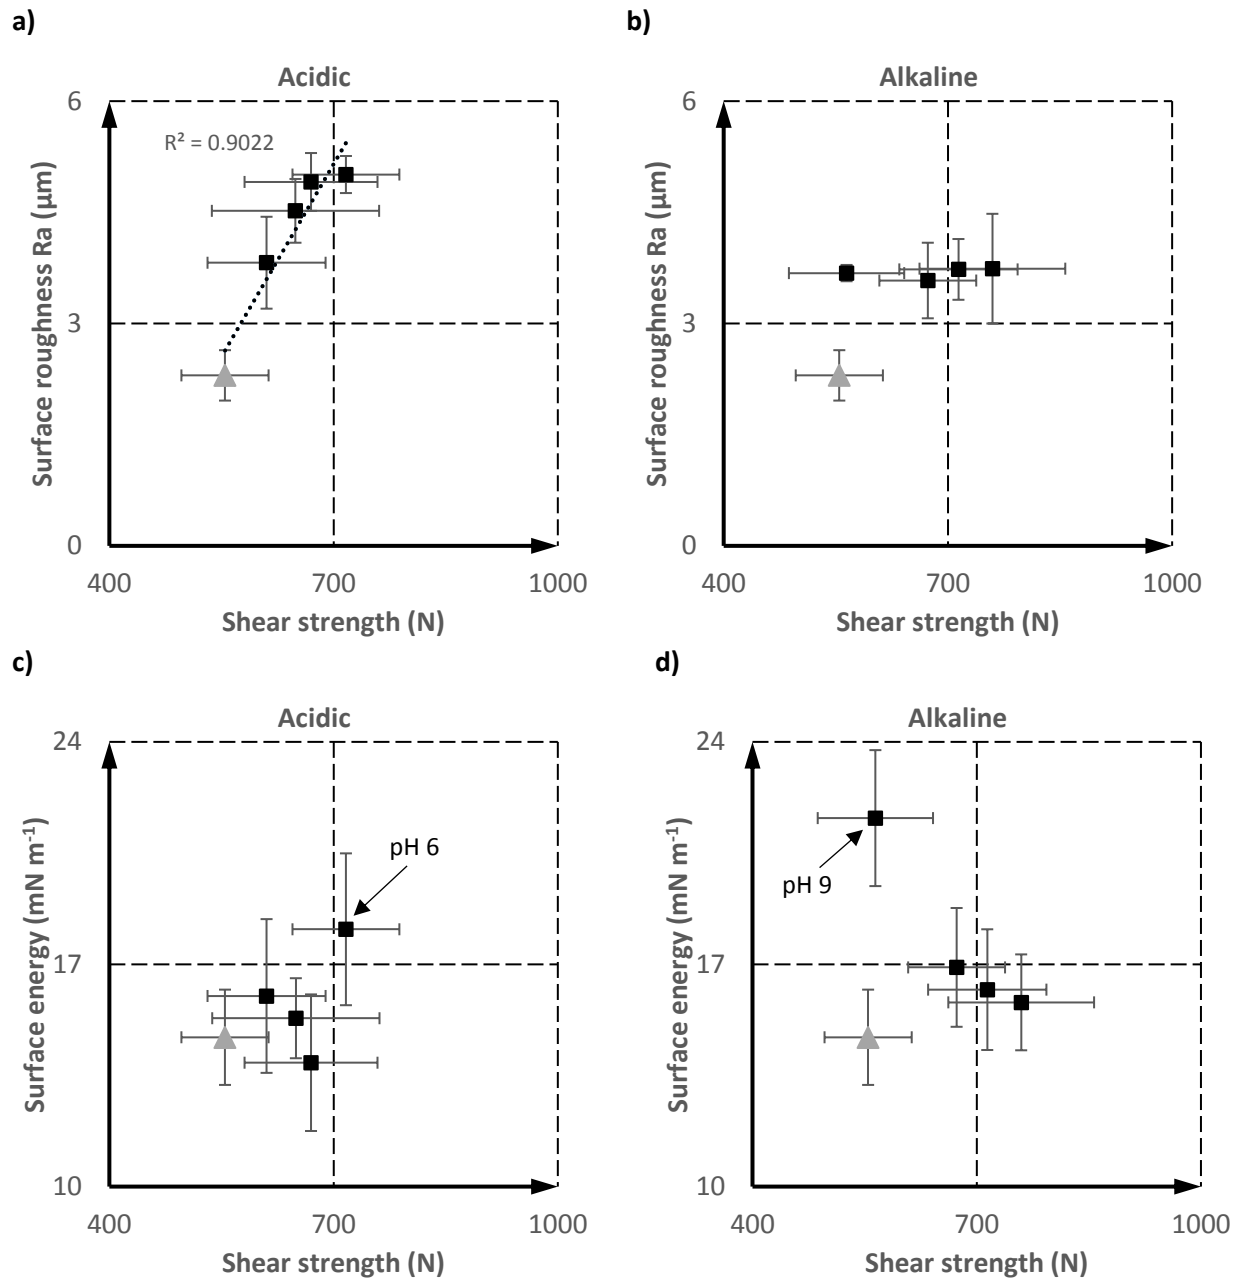 a)
Acidic
6
R² = 0.9022
Surface roughness Ra (μm)
3
0
400
700
1000
Shear strength (N)
b)
Alkaline
6
Surface roughness Ra (μm)
3
0
400
700
1000
Shear strength (N)
c)
Acidic
24
pH 6
Surface energy (mN m⁻¹)
17
10
400
700
1000
Shear strength (N)
d)
Alkaline
24
pH 9
Surface energy (mN m⁻¹)
17
10
400
700
1000
Shear strength (N)